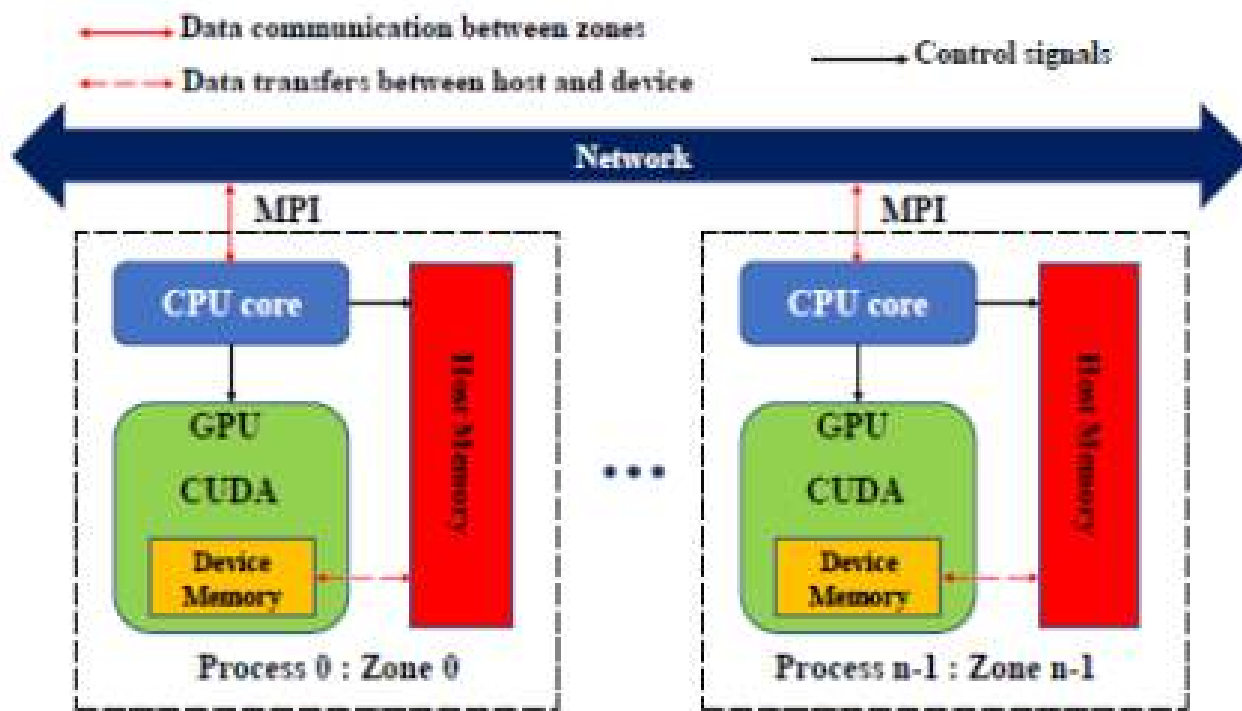 Data communication between zones
Control signals
Data transfers between host and device
Network
MPI
MPI
CPU core
Host Memory
GPU
CUDA
Device
Memory
Process 0 : Zone 0
CPU core
Host Memory
GPU
CUDA
Device
Memory
Process n-1 : Zone n-1